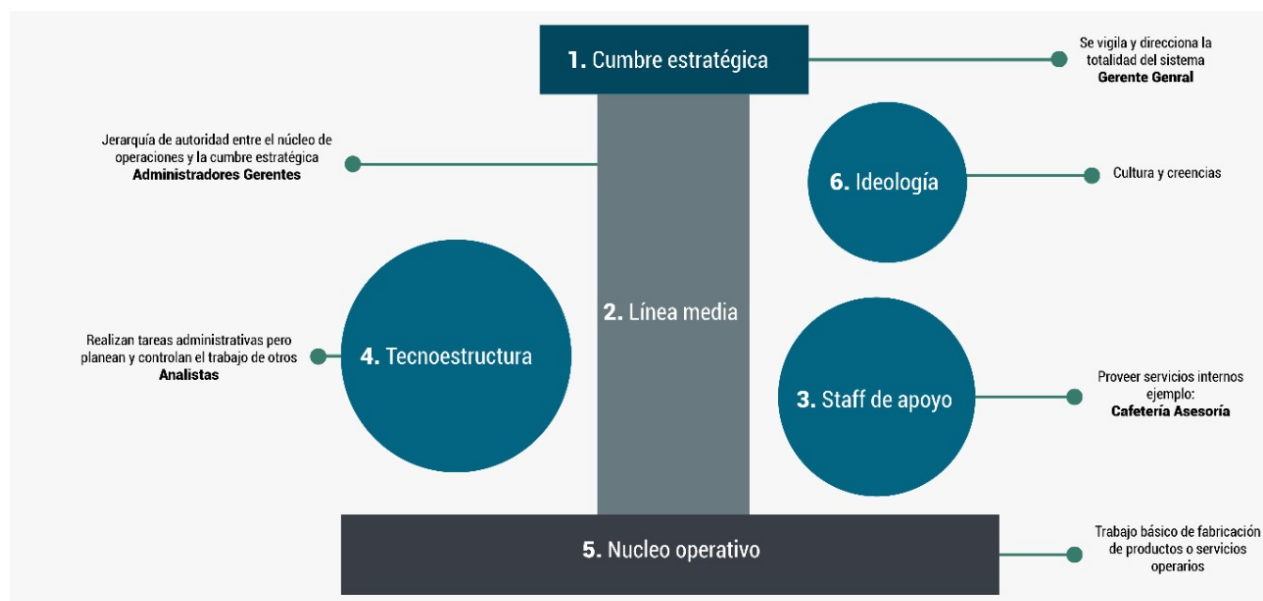 1. Cumbre estratégica
Se vigila y direcciona la
totalidad del sistema
Gerente Genral
Jerarquía de autoridad entre el núcleo de
operaciones y la cumbre estratégica
Administradores Gerentes
6. Ideología
Cultura y creencias
2. Línea media
Realizan tareas administrativas pero
planean y controlan el trabajo de otros
Analistas
4. Tecnoestructura
3. Staff de apoyo
Proveer servicios internos
ejemplo:
Cafetería Asesoría
5. Nucleo operativo
Trabajo básico de fabricación
de productos o servicios
operarios